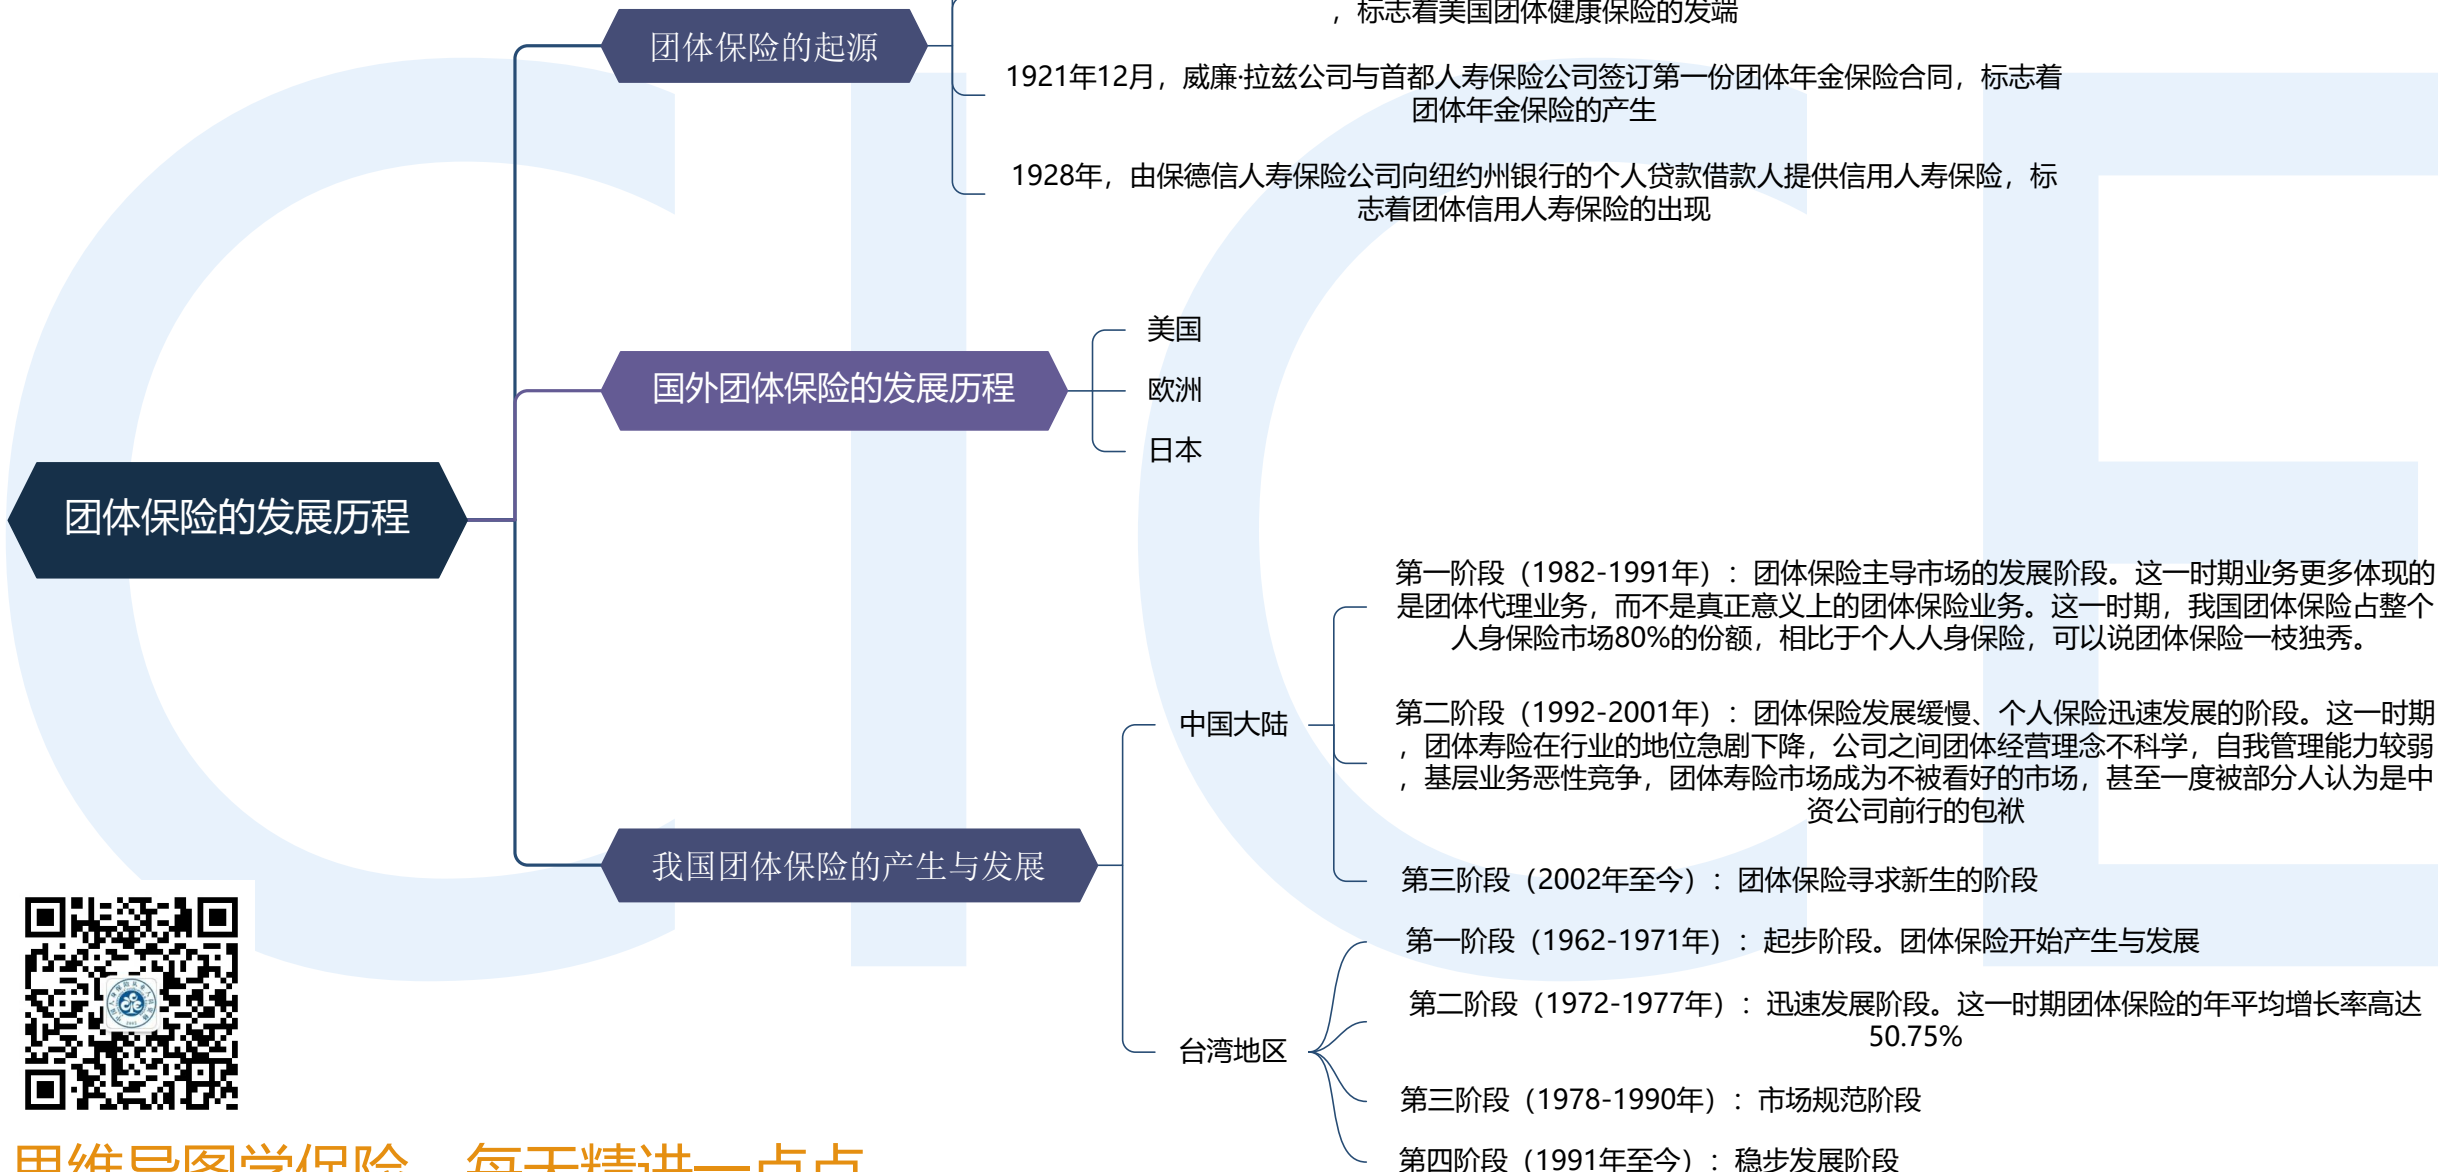 ，标志着美国团体健康保险的发端
团体保险的起源
1921年12月，威廉·拉兹公司与首都人寿保险公司签订第一份团体年金保险合同，标志着
团体年金保险的产生
1928年，由保德信人寿保险公司向纽约州银行的个人贷款借款人提供信用人寿保险，标
志着团体信用人寿保险的出现
美国
国外团体保险的发展历程
欧洲
日本
团体保险的发展历程
第一阶段（1982-1991年）：团体保险主导市场的发展阶段。这一时期业务更多体现的
是团体代理业务，而不是真正意义上的团体保险业务。这一时期，我国团体保险占整个
人身保险市场80%的份额，相比于个人人身保险，可以说团体保险一枝独秀。
中国大陆
第二阶段（1992-2001年）：团体保险发展缓慢、个人保险迅速发展的阶段。这一时期
，团体寿险在行业的地位急剧下降，公司之间团体经营理念不科学，自我管理能力较弱
，基层业务恶性竞争，团体寿险市场成为不被看好的市场，甚至一度被部分人认为是中
资公司前行的包袱
我国团体保险的产生与发展
第三阶段（2002年至今）：团体保险寻求新生的阶段
第一阶段（1962-1971年）：起步阶段。团体保险开始产生与发展
第二阶段（1972-1977年）：迅速发展阶段。这一时期团体保险的年平均增长率高达
50.75%
台湾地区
第三阶段（1978-1990年）：市场规范阶段
第四阶段（1991年至今）：稳步发展阶段
思维导图学保险，每天精进一点点
CICE